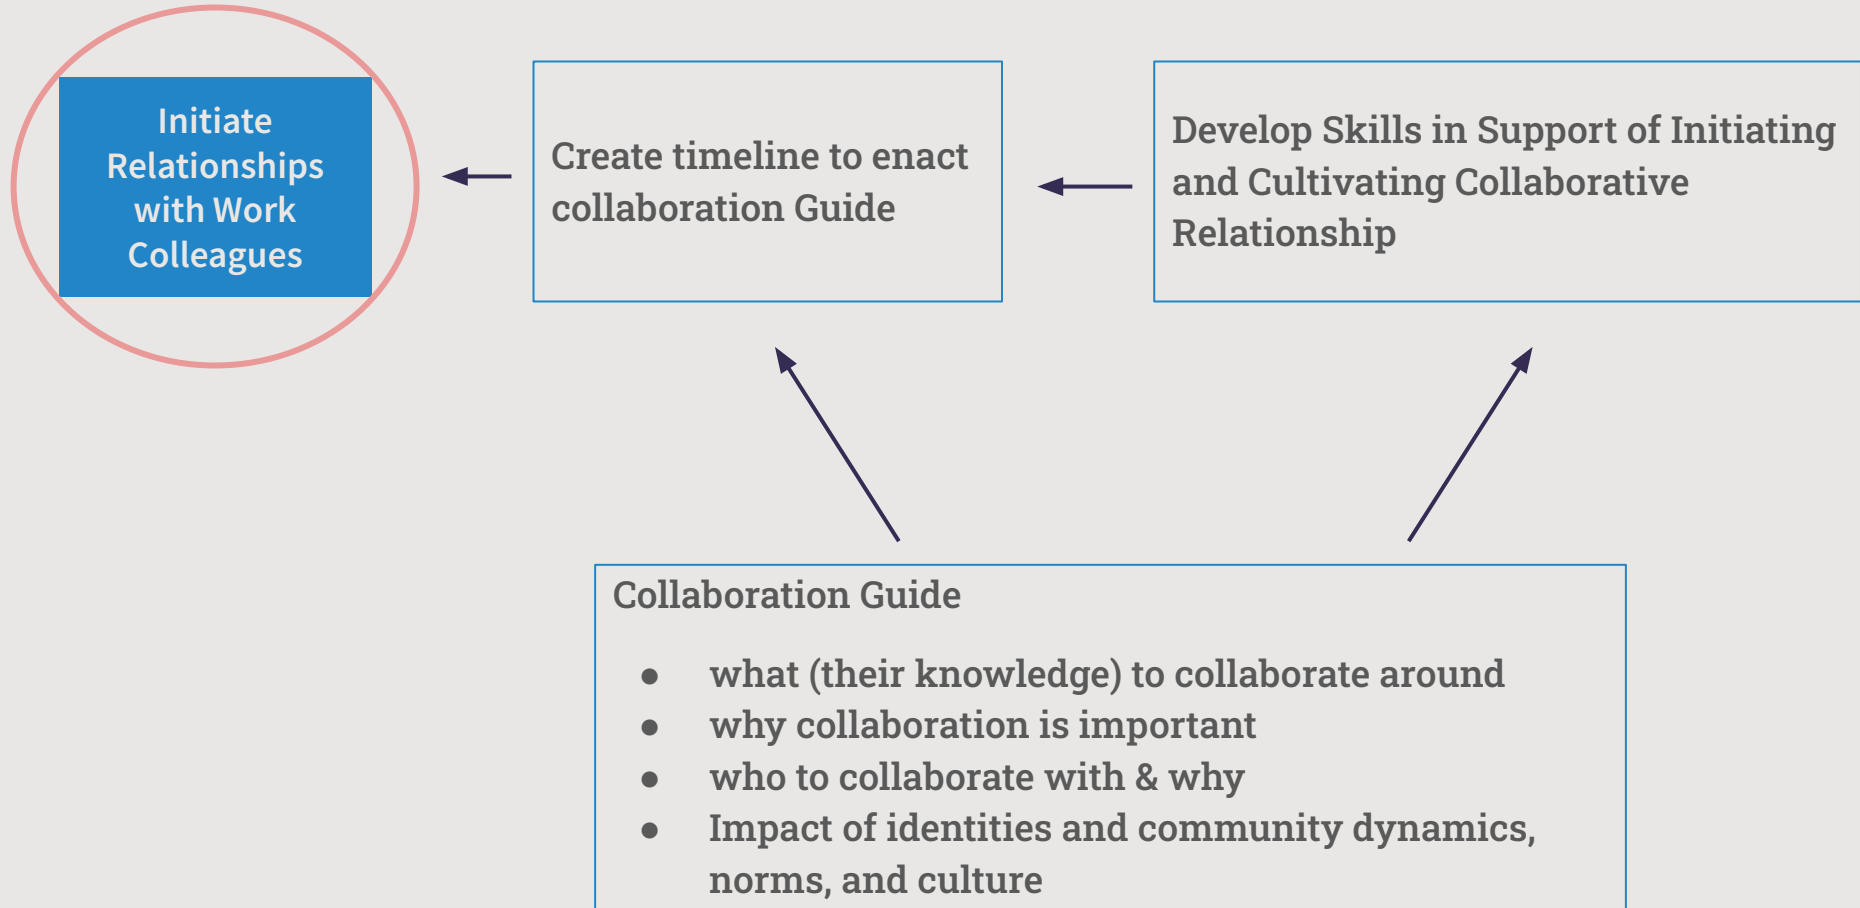 Initiate
Relationships
with Work
Colleagues
Create timeline to enact
collaboration Guide
Develop Skills in Support of Initiating
and Cultivating Collaborative
Relationship
Collaboration Guide
● what (their knowledge) to collaborate around
● why collaboration is important
● who to collaborate with & why
● Impact of identities and community dynamics,
norms, and culture